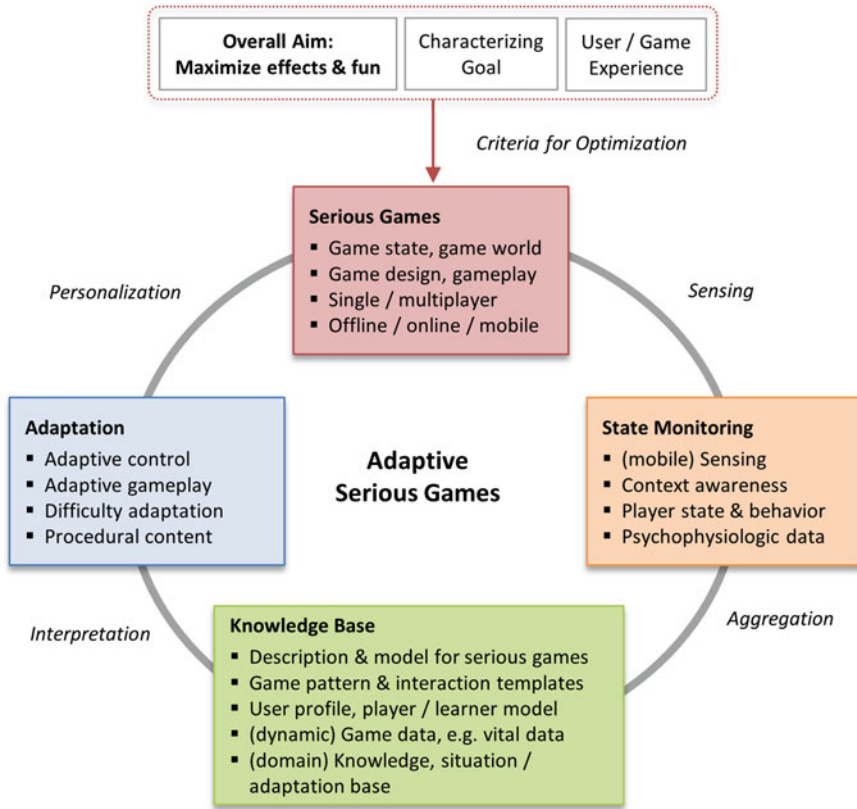 Overall Aim:
Maximize effects & fun
Characterizing
Goal
User / Game
Experience
Criteria for Optimization
Serious Games
▪ Game state, game world
▪ Game design, gameplay
▪ Single / multiplayer
▪ Offline / online / mobile
Personalization
Sensing
Adaptation
▪ Adaptive control
▪ Adaptive gameplay
▪ Difficulty adaptation
▪ Procedural content
Adaptive
Serious Games
State Monitoring
▪ (mobile) Sensing
▪ Context awareness
▪ Player state & behavior
▪ Psychophysiologic data
Interpretation
Aggregation
Knowledge Base
▪ Description & model for serious games
▪ Game pattern & interaction templates
▪ User profile, player / learner model
▪ (dynamic) Game data, e.g. vital data
▪ (domain) Knowledge, situation /
adaptation base